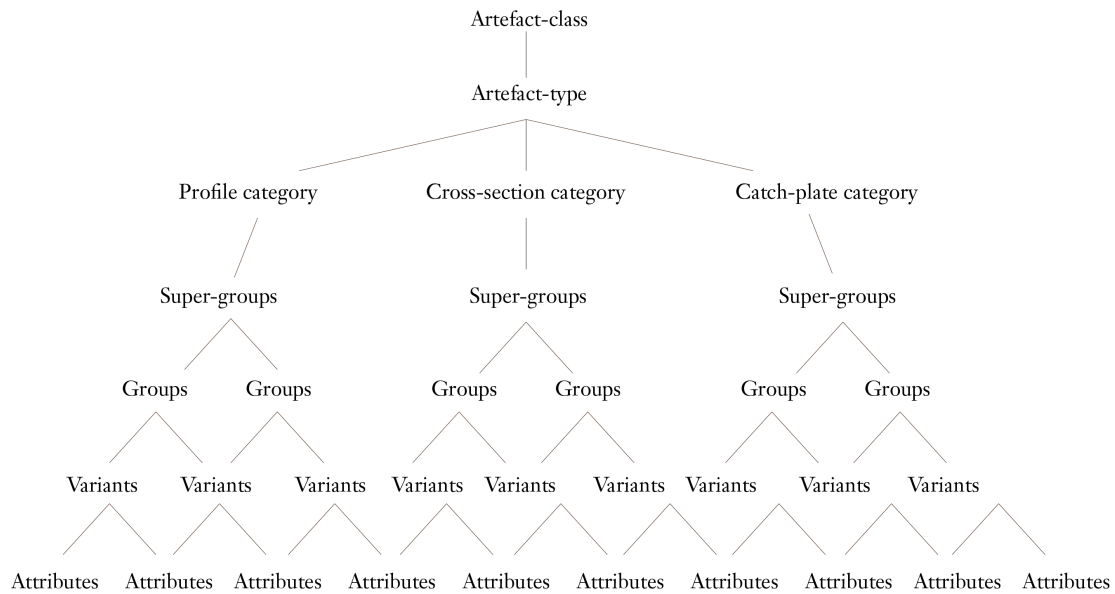 Artefact-class
Artefact-type
Profile category Cross-section category Catch-plate category
Super-groups Super-groups Super-groups
Groups Groups Groups Groups Groups Groups
Variants Variants Variants Variants Variants Variants Variants Variants Variants
Attributes Attributes Attributes Attributes Attributes Attributes Attributes Attributes Attributes Attributes